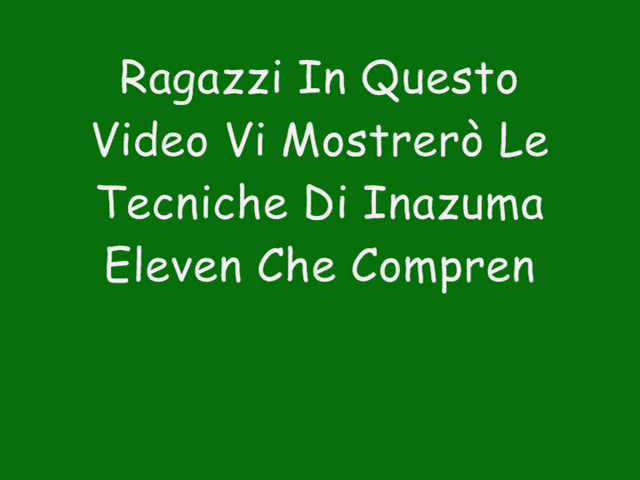 Ragazzi In Questo
Video Vi Mostrerò Le
Tecniche Di Inazuma
Eleven Che Compren